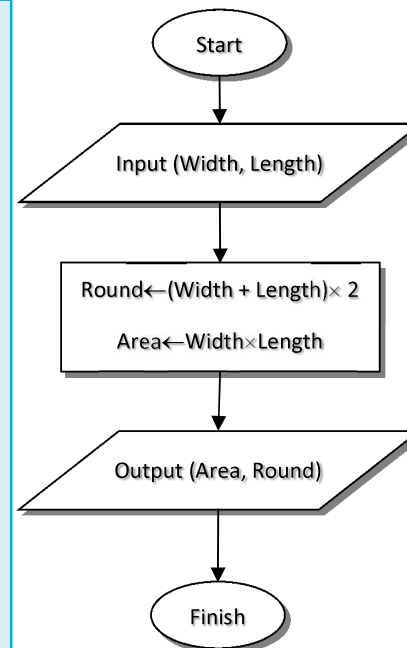 Start
Input (Width, Length)
Round←(Width + Length)× 2
Area←Width×Length
Output (Area, Round)
Finish